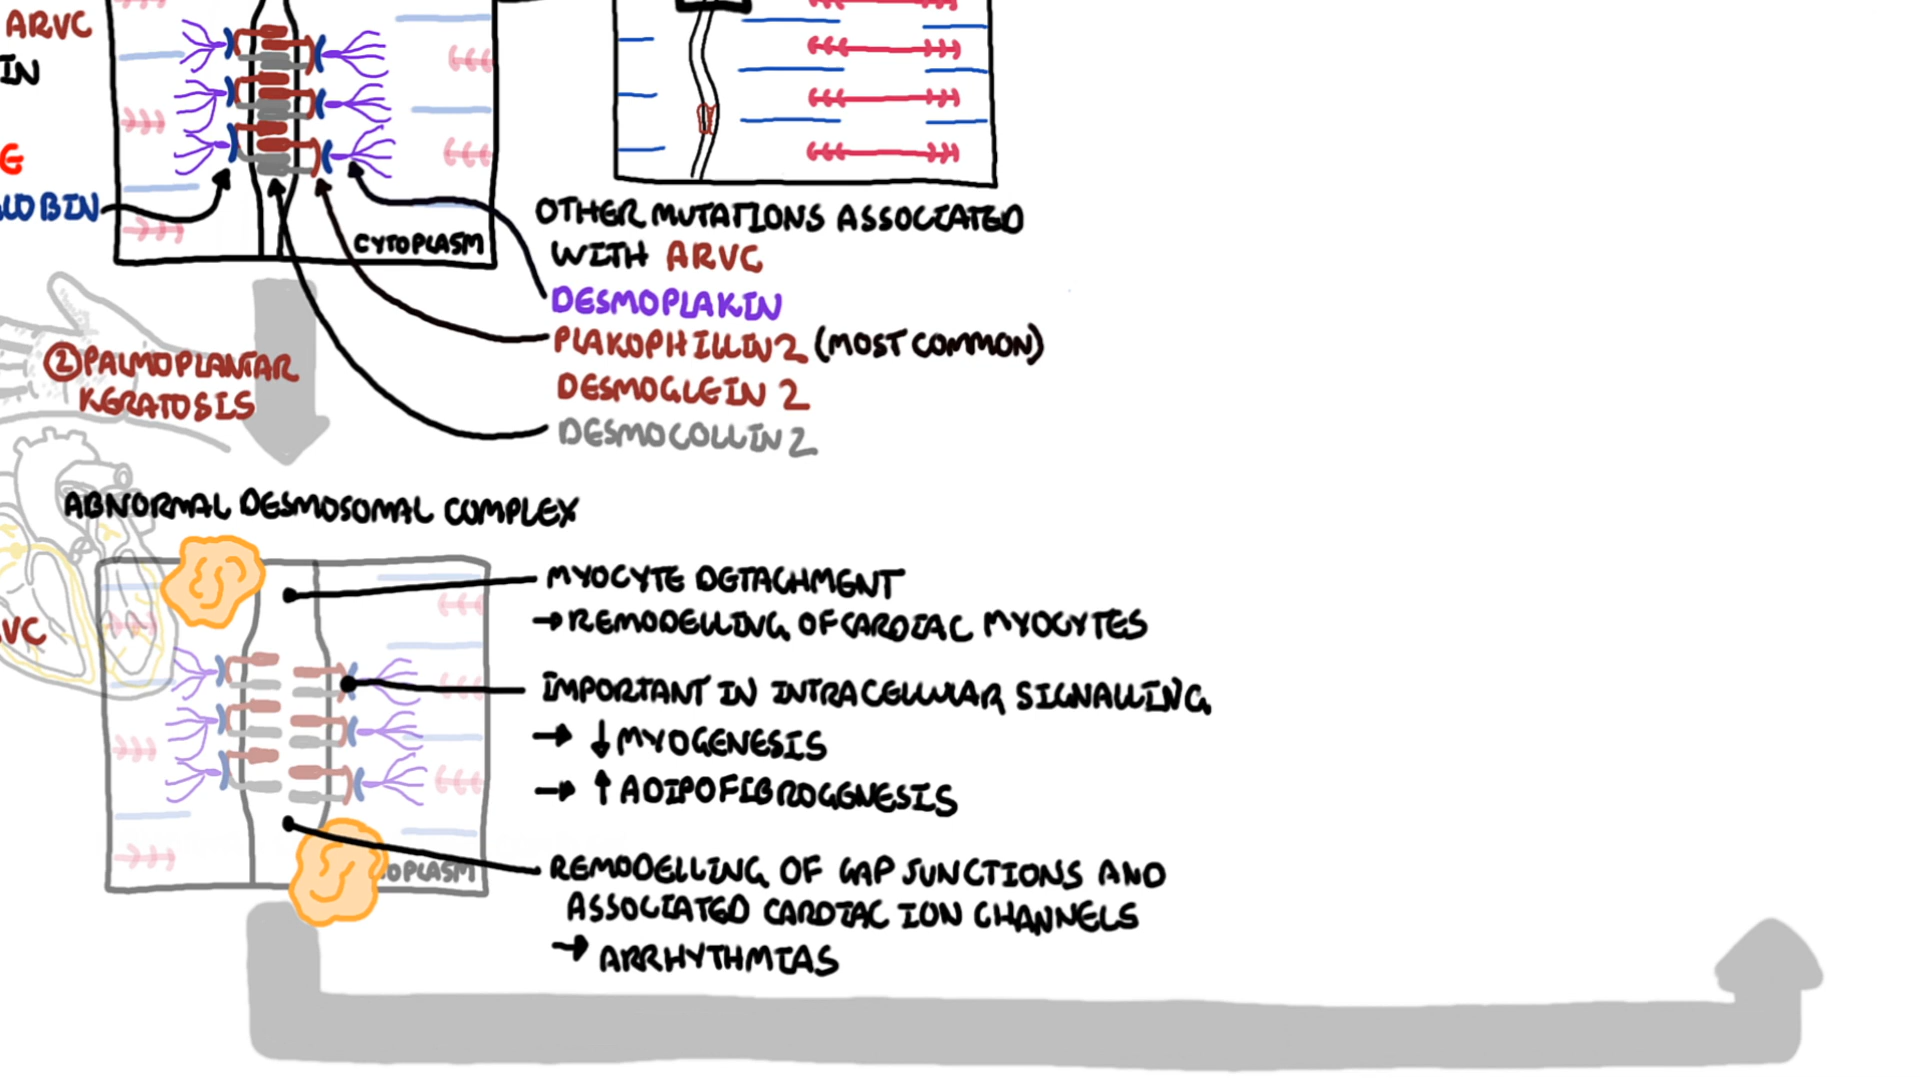 ARVC
IN
G
LOBIN
CYTOPLASM
OTHER MUTATIONS ASSOCIATED
WITH ARVC
DESMOPLAKIN
PLAKOPHILLIN 2 (MOST COMMON)
DESMOGLEIN 2
DESMOCOLLIN 2
② PALMOPLANTAR
KERATOSIS
ABNORMAL DESMOSOMAL COMPLEX
MYOCYTE DETACHMENT
→ REMODELLING OF CARDIAC MYOCYTES
VC
IMPORTANT IN INTRACELLULAR SIGNALLING
→ ↓ MYOGENESIS
→ ↑ ADIPOFIBROGENESIS
OPLASM
REMODELLING OF GAP JUNCTIONS AND
ASSOCIATED CARDIAC ION CHANNELS
→ ARRHYTHMIAS